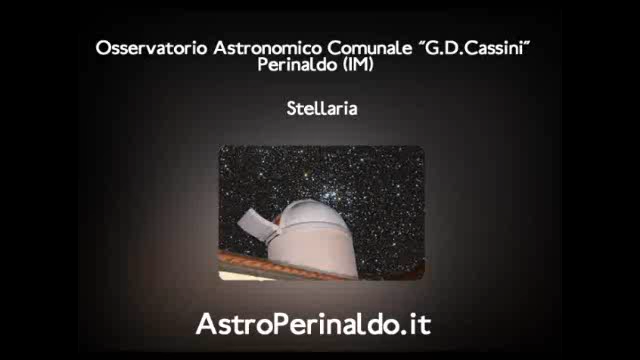 Osservatorio Astronomico Comunale "G.D.Cassini"
Perinaldo (IM)
Stellaria
AstroPerinaldo.it